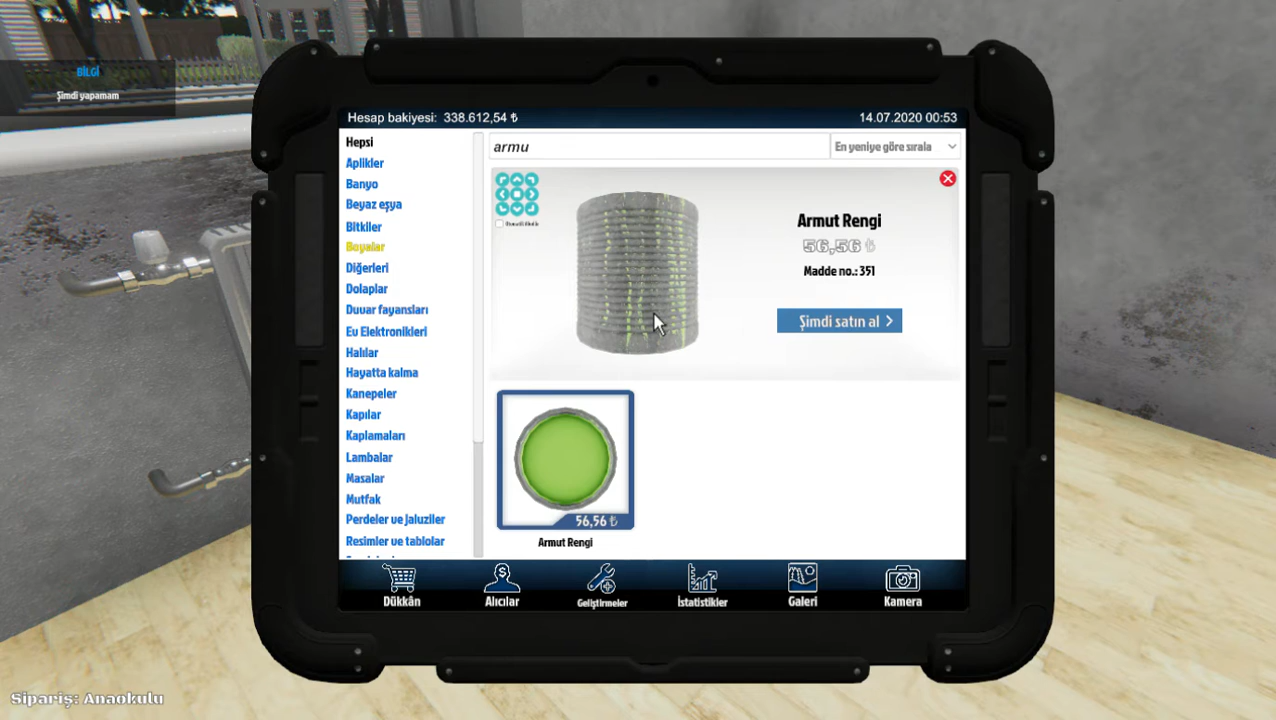 BİLGİ
Şimdi yapamam
Hesap bakiyesi: 338.612,54 ₺
14.07.2020 00:53
Hepsi
Aplikler
Banyo
Beyaz eşya
Bitkiler
Boyalar
Diğerleri
Dolaplar
Duvar fayansları
Ev Elektronikleri
Halılar
Hayatta kalma
Kanepeler
Kapılar
Kaplamaları
Lambalar
Masalar
Mutfak
Perdeler ve jaluziler
Resimler ve tablolar
armu
En yeniye göre sırala
Armut Rengi
56,56 ₺
Madde no.: 351
Şimdi satın al >
56,56 ₺
Armut Rengi
Dükkân
Alıcılar
Geliştirmeler
İstatistikler
Galeri
Kamera
Sipariş: Anaokulu